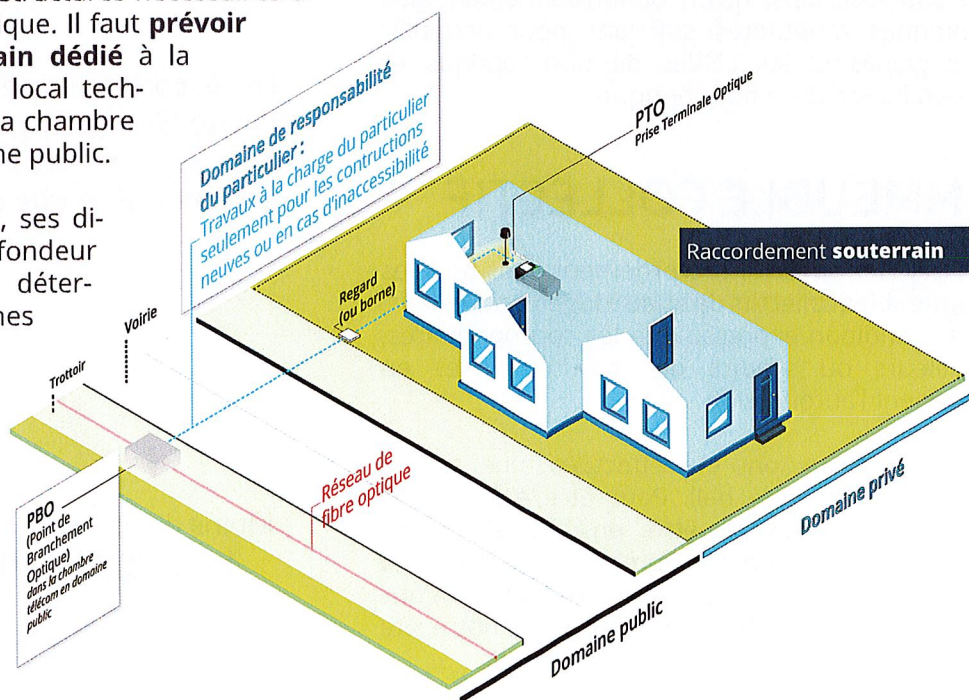 ique. Il faut prévoir
ain dédié à la
local tech-
a chambre
ne public.
, ses di-
fondeur
déter-
nes
Domaine de responsabilité
du particulier :
Travaux à la charge du particulier
seulement pour les contructions
neuves ou en cas d'inaccessibilité
PTO
Prise Terminale Optique
Raccordement souterrain
Regard
(ou borne)
Voirie
Trottoir
Réseau de
fibre optique
PBO
(Point de
Branchement
Optique)
dans la chambre
télécom en domaine
public
Domaine privé
Domaine public